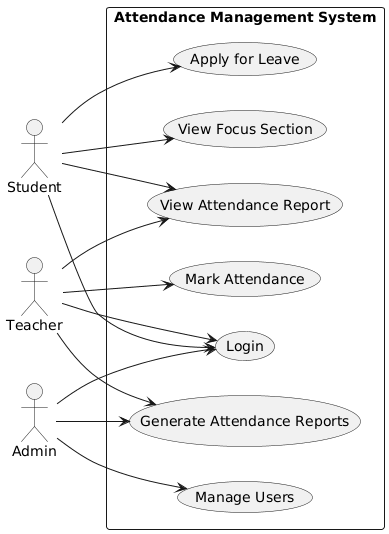 Attendance Management System
Apply for Leave
View Focus Section
Student
View Attendance Report
Mark Attendance
Teacher
Login
Generate Attendance Reports
Admin
Manage Users